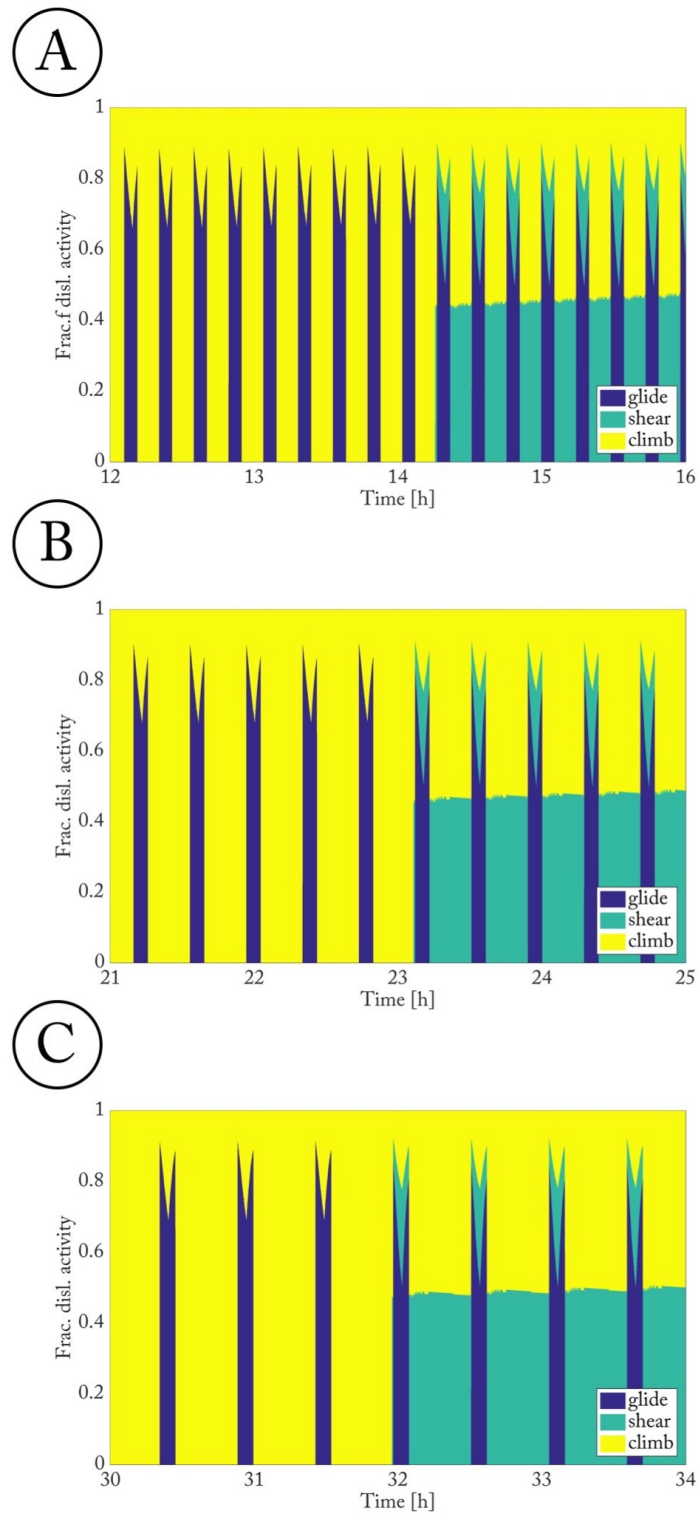 A
1
0.8
0.6
0.4
0.2
0
Frac.f disl. activity
glide
shear
climb
12 13 14 15 16
Time [h]
B
1
0.8
0.6
0.4
0.2
0
Frac. disl. activity
glide
shear
climb
21 22 23 24 25
Time [h]
C
1
0.8
0.6
0.4
0.2
0
Frac. disl. activity
glide
shear
climb
30 31 32 33 34
Time [h]